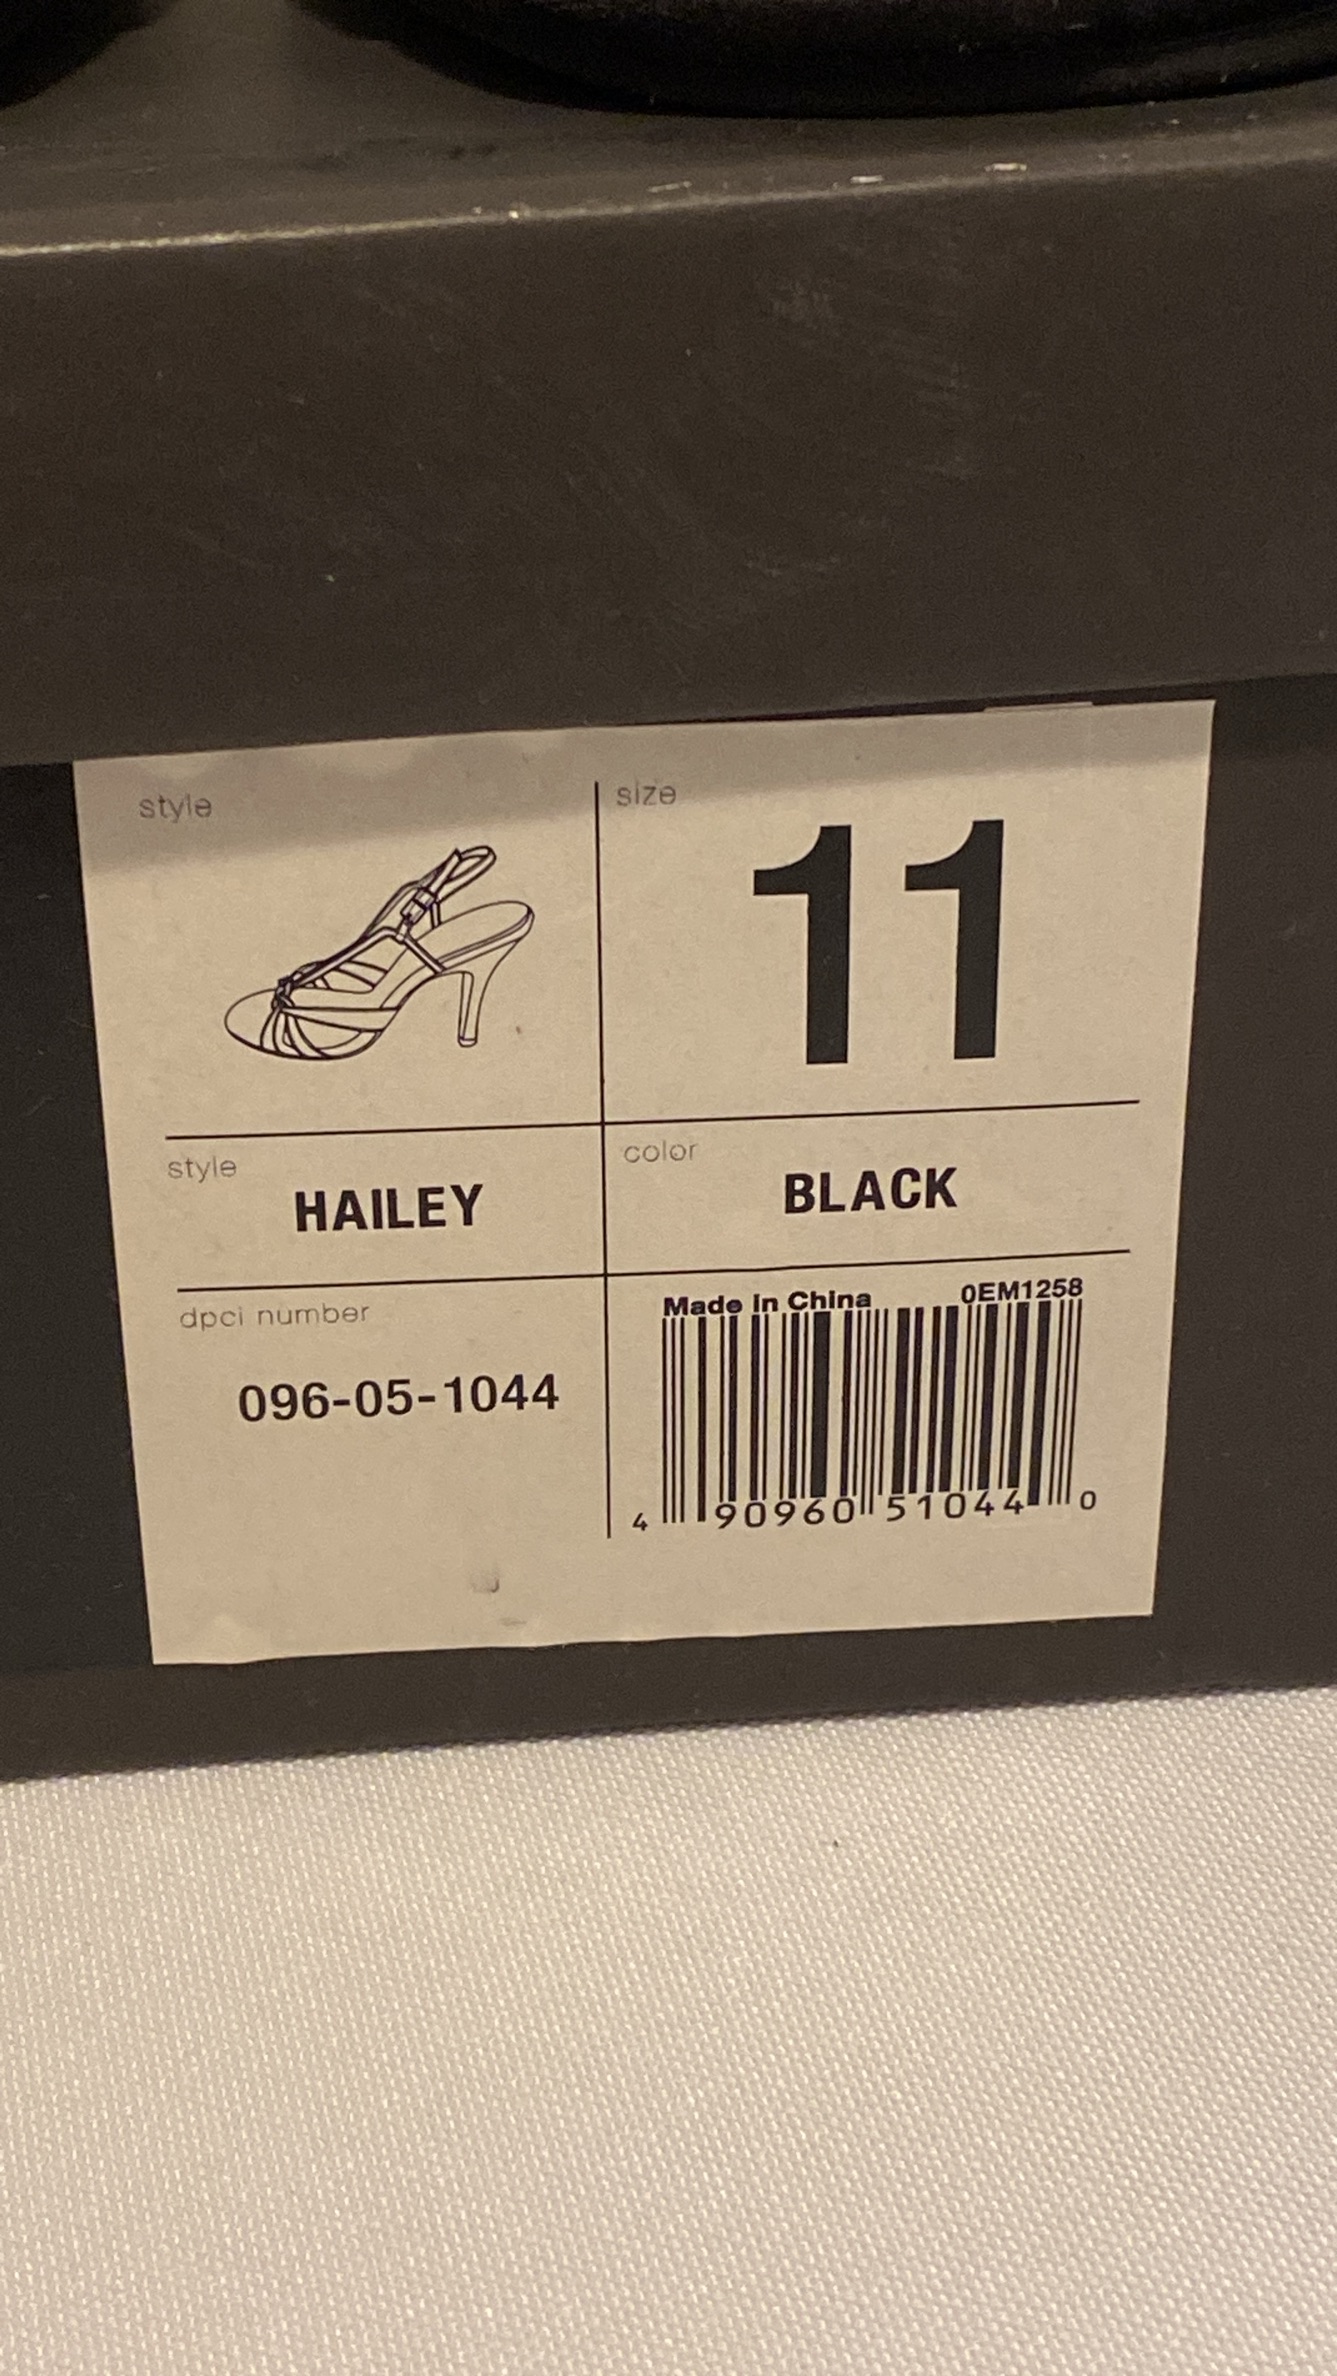 style
size
11
style
HAILEY
color
BLACK
dpci number
096-05-1044
Made in China 0EM1258
4 90960 51044 0